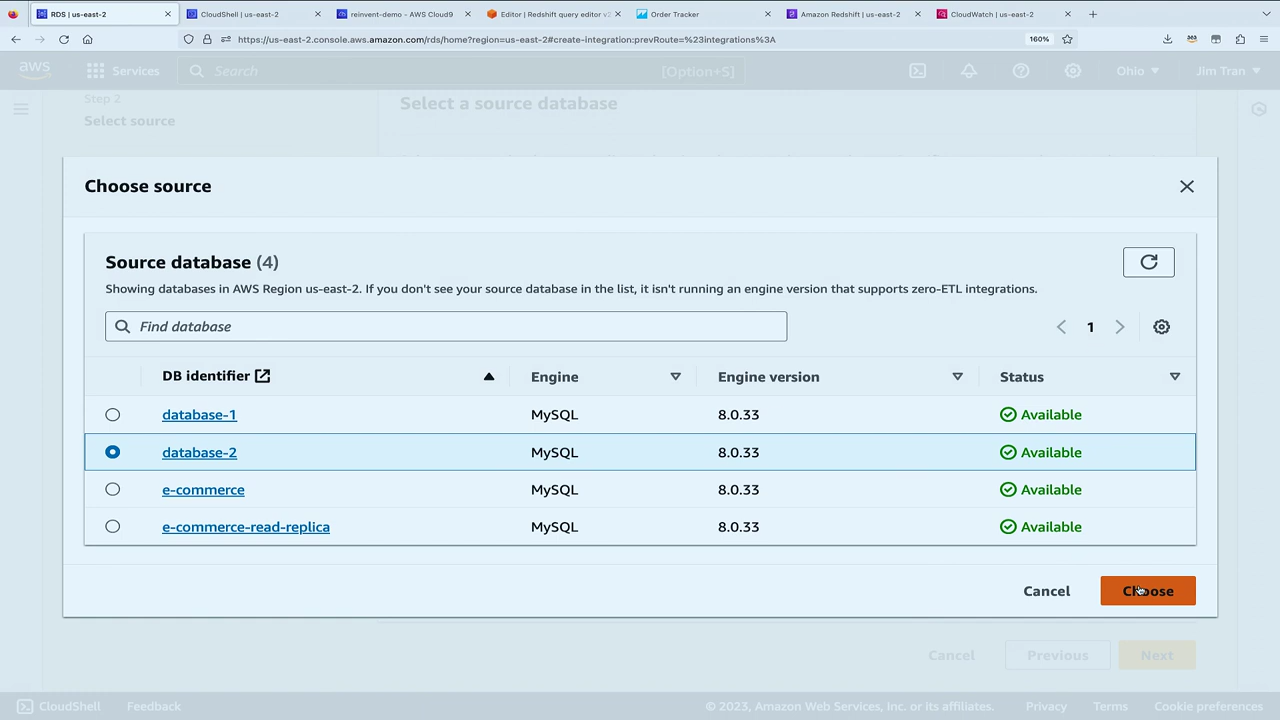 RDS | us-east-2
CloudShell | us-east-2
reinvent-demo - AWS Cloud9
Editor | Redshift query editor v2
Order Tracker
Amazon Redshift | us-east-2
CloudWatch | us-east-2
https://us-east-2.console.aws.amazon.com/rds/home?region=us-east-2#create-integration:prevRoute=%23integrations%3A
160%
aws
Services
Search
[Option+S]
Ohio
Jim Tran
Step 2
Select source
Select a source database
Choose source
Source database (4)
Showing databases in AWS Region us-east-2. If you don't see your source database in the list, it isn't running an engine version that supports zero-ETL integrations.
Find database
1
DB identifier Engine Engine version Status
database-1 MySQL 8.0.33 Available
database-2 MySQL 8.0.33 Available
e-commerce MySQL 8.0.33 Available
e-commerce-read-replica MySQL 8.0.33 Available
Cancel
Choose
Cancel
Previous
Next
CloudShell
Feedback
© 2023, Amazon Web Services, Inc. or its affiliates.
Privacy
Terms
Cookie preferences